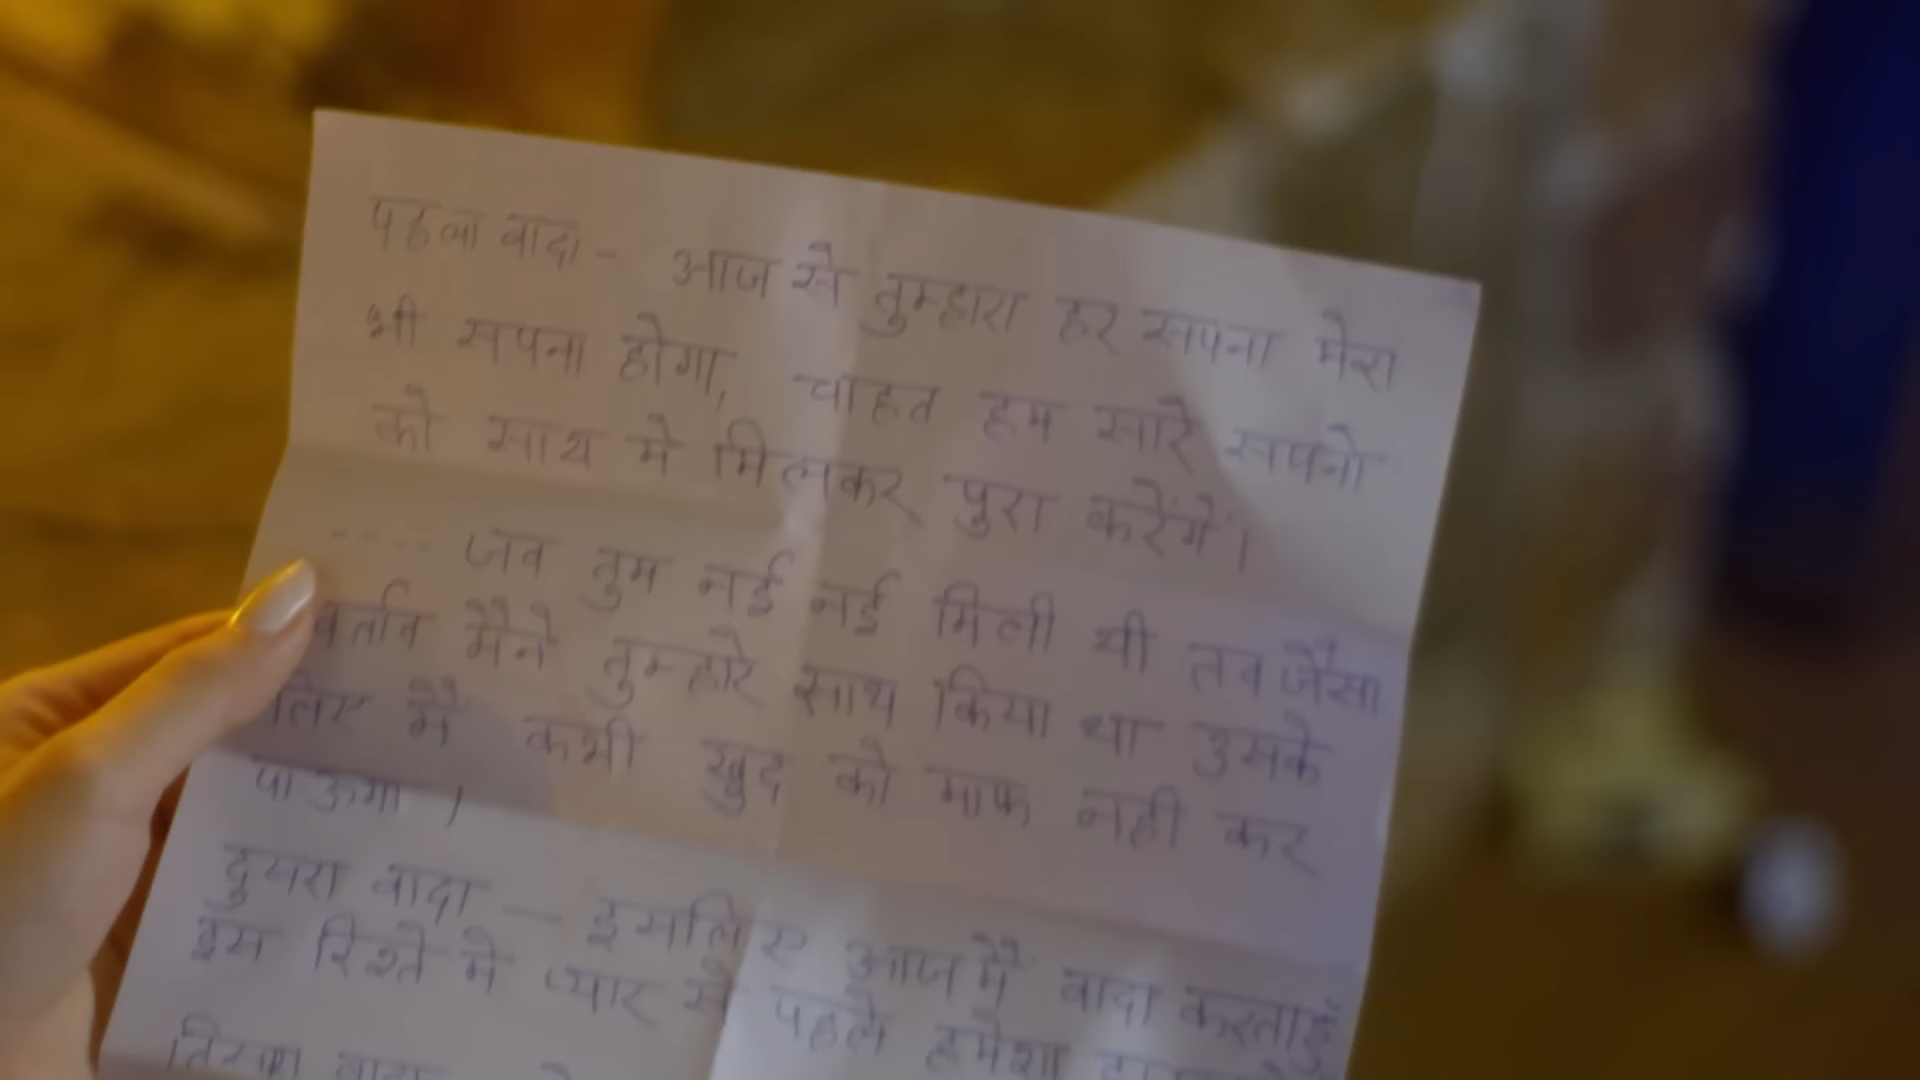 पहला वादा - आज से तुम्हारा हर सपना मेरा
भी सपना होगा, चाहत हम सारे सपनो
को साथ मे मिलकर पुरा करेंगें।
---- जब तुम नई नई मिली थी तब जैसा
बर्ताव मैने तुम्हारे साथ किया था उसके
लिए मैं कभी खुद को माफ नही कर
पाऊगा।
दुसरा वादा — इसलिए आज मैं वादा करता हुँ
इस रिश्ते मे प्यार से पहले हमेशा
वादा